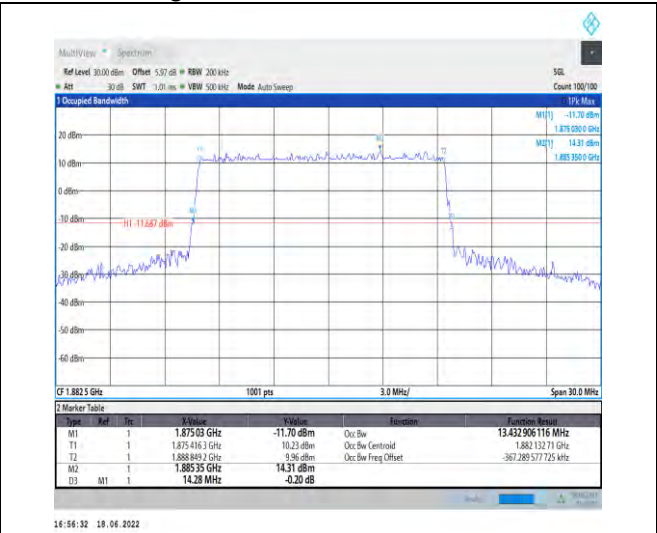 MultiView Spectrum
Ref Level 30.00 dBm Offset 5.97 dB RBW 200 kHz SGL
Att 30 dB SWT 1.01 ms VBW 500 kHz Mode Auto Sweep Count 100/100
1 Occupied Bandwidth 1Pk Max
M1[1] -11.70 dBm
1.875 030 0 GHz
20 dBm M2[1] 14.31 dBm
1.885 350 0 GHz
M2
T1 T2
10 dBm
0 dBm
M1
-10 dBm
H1 -11.687 dBm
-20 dBm
-30 dBm
-40 dBm
-50 dBm
-60 dBm
CF 1.882 5 GHz 1001 pts 3.0 MHz/ Span 30.0 MHz
2 Marker Table
Type Ref Trc X-Value Y-Value Function Function Result
M1 1 1.875 03 GHz -11.70 dBm Occ Bw 13.432 906 116 MHz
T1 1 1.875 416 3 GHz 10.23 dBm Occ Bw Centroid 1.882 132 71 GHz
T2 1 1.888 849 2 GHz 9.96 dBm Occ Bw Freq Offset -367.289 577 725 kHz
M2 1 1.885 35 GHz 14.31 dBm
D3 M1 1 14.28 MHz -0.20 dB
16:56:32 18.06.2022